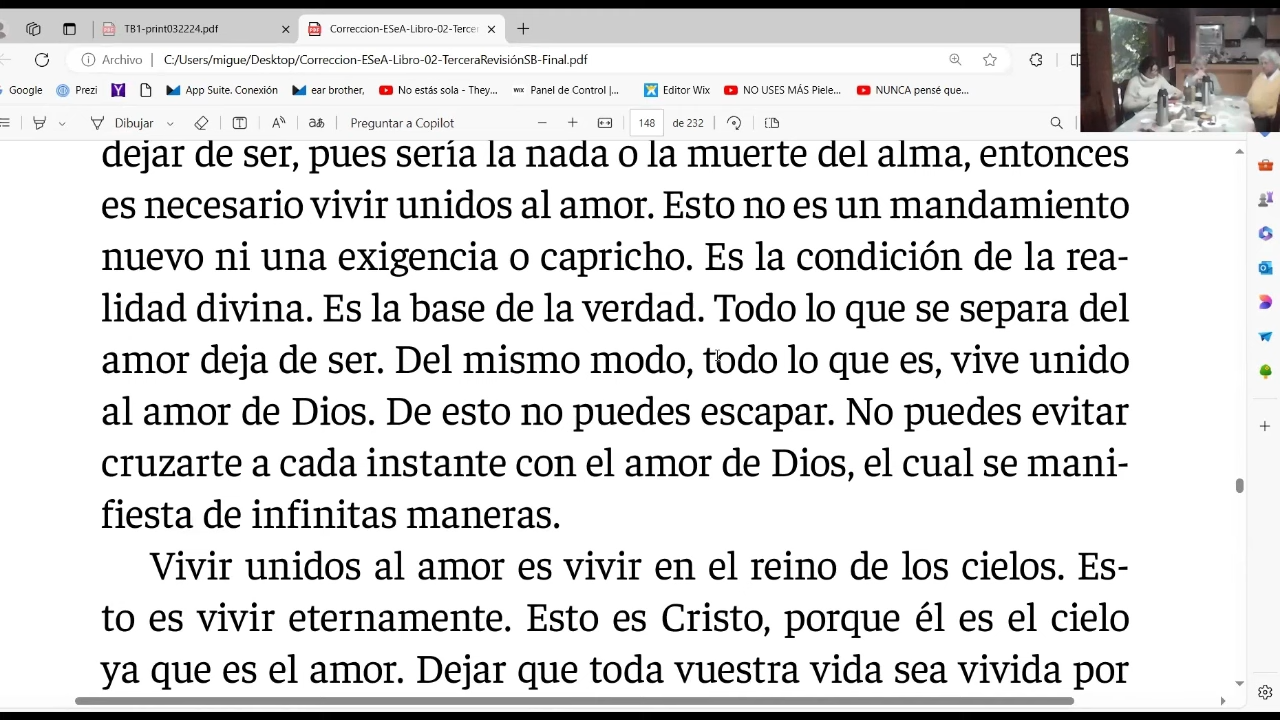 TB1-print032224.pdf
Correccion-ESeA-Libro-02-Terce
Archivo
C:/Users/migue/Desktop/Correccion-ESeA-Libro-02-TerceraRevisiónSB-Final.pdf
Google Prezi App Suite. Conexión ear brother, No estás sola - They... Panel de Control |... Editor Wix NO USES MÁS Piele... NUNCA pensé que...
Dibujar Preguntar a Copilot 148 de 232
dejar de ser, pues sería la nada o la muerte del alma, entonces
es necesario vivir unidos al amor. Esto no es un mandamiento
nuevo ni una exigencia o capricho. Es la condición de la rea-
lidad divina. Es la base de la verdad. Todo lo que se separa del
amor deja de ser. Del mismo modo, todo lo que es, vive unido
al amor de Dios. De esto no puedes escapar. No puedes evitar
cruzarte a cada instante con el amor de Dios, el cual se mani-
fiesta de infinitas maneras.
Vivir unidos al amor es vivir en el reino de los cielos. Es-
to es vivir eternamente. Esto es Cristo, porque él es el cielo
ya que es el amor. Dejar que toda vuestra vida sea vivida por